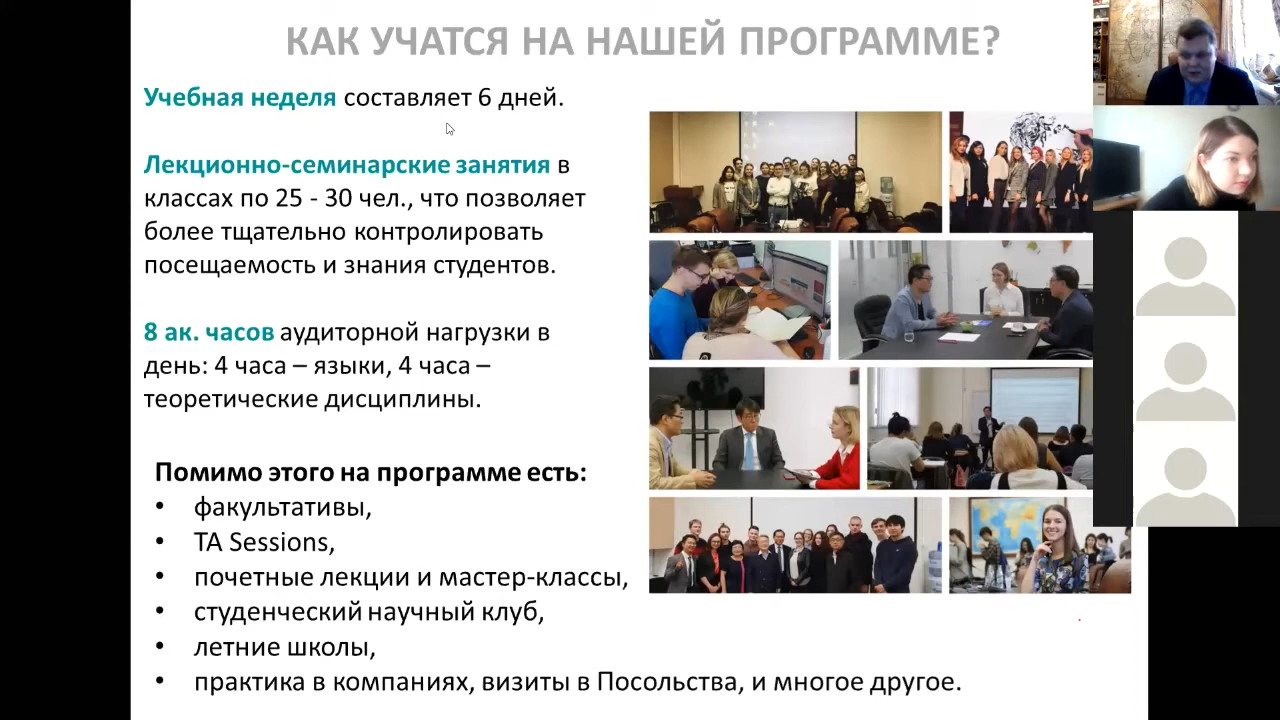 КАК УЧАТСЯ НА НАШЕЙ ПРОГРАММЕ?
Учебная неделя составляет 6 дней.
Лекционно-семинарские занятия в
классах по 25 - 30 чел., что позволяет
более тщательно контролировать
посещаемость и знания студентов.
8 ак. часов аудиторной нагрузки в
день: 4 часа – языки, 4 часа –
теоретические дисциплины.
Помимо этого на программе есть:
• факультативы,
• TA Sessions,
• почетные лекции и мастер-классы,
• студенческий научный клуб,
• летние школы,
• практика в компаниях, визиты в Посольства, и многое другое.